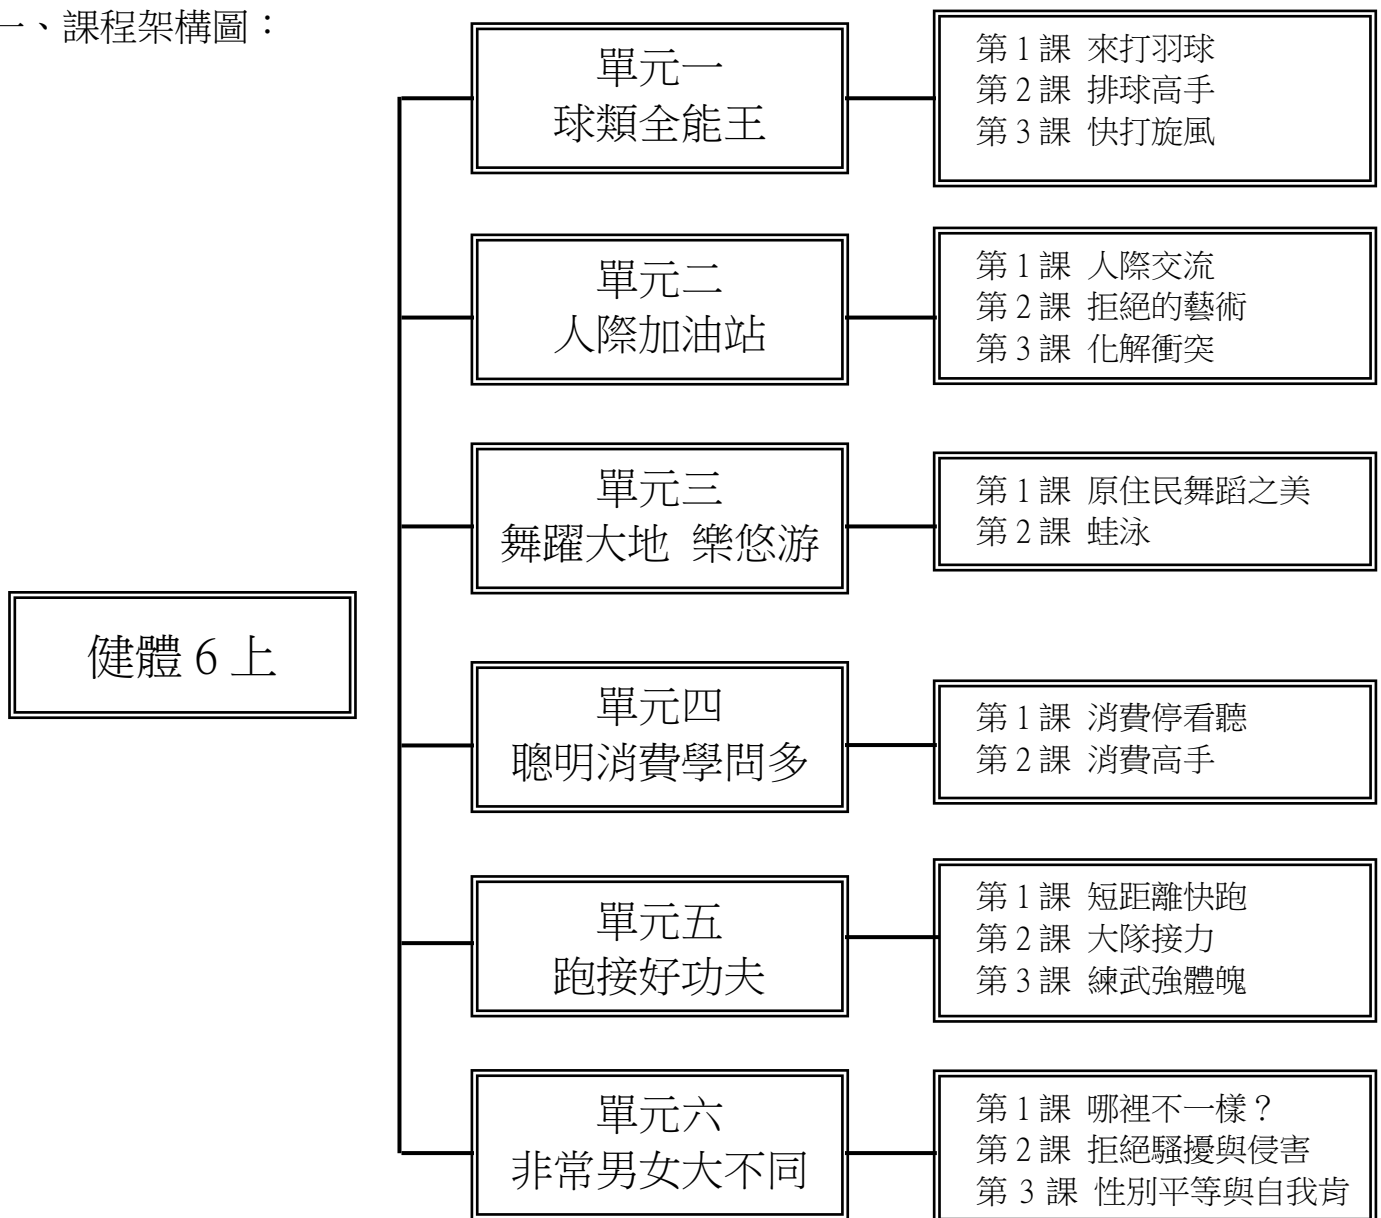 一、課程架構圖：
健體 6 上
單元一
球類全能王
第 1 課 來打羽球
第 2 課 排球高手
第 3 課 快打旋風
單元二
人際加油站
第 1 課 人際交流
第 2 課 拒絕的藝術
第 3 課 化解衝突
單元三
舞躍大地 樂悠游
第 1 課 原住民舞蹈之美
第 2 課 蛙泳
單元四
聰明消費學問多
第 1 課 消費停看聽
第 2 課 消費高手
單元五
跑接好功夫
第 1 課 短距離快跑
第 2 課 大隊接力
第 3 課 練武強體魄
單元六
非常男女大不同
第 1 課 哪裡不一樣？
第 2 課 拒絕騷擾與侵害
第 3 課 性別平等與自我肯